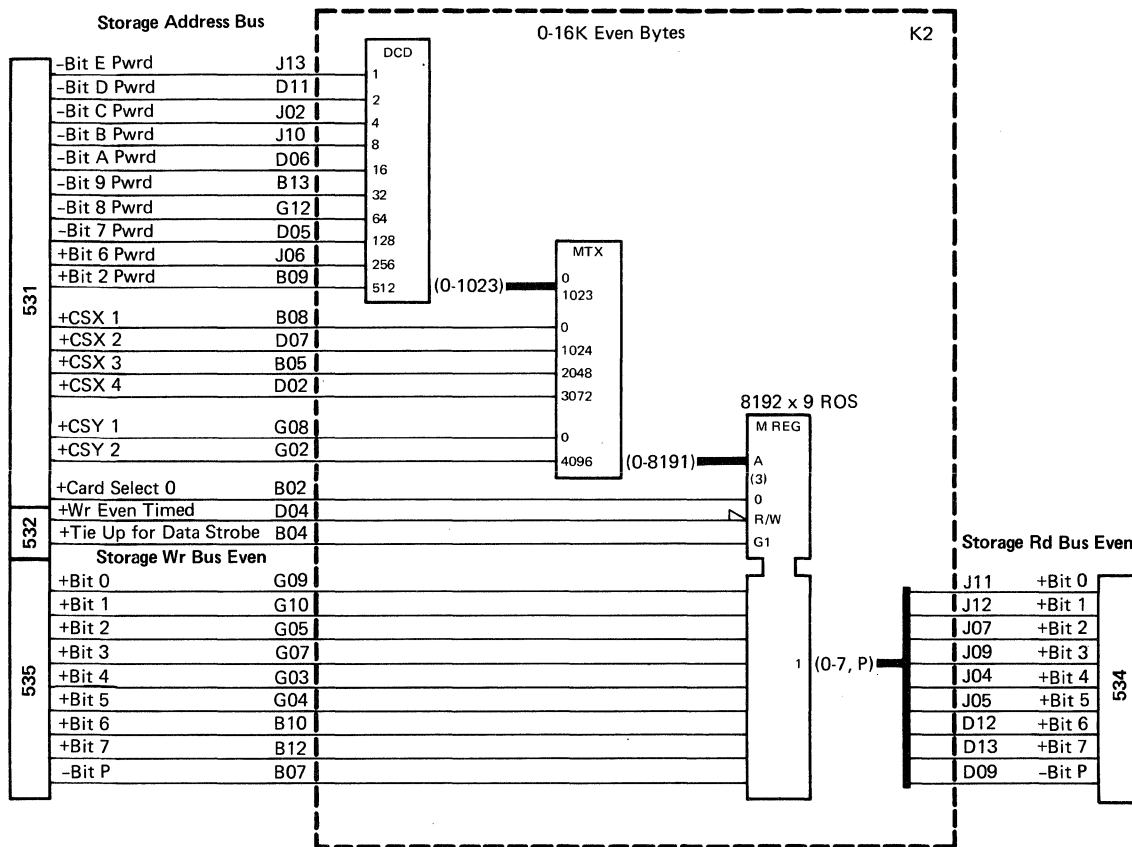 Storage Address Bus
0-16K Even Bytes K2
DCD
–Bit E Pwrd J13 1
–Bit D Pwrd D11 2
–Bit C Pwrd J02 4
–Bit B Pwrd J10 8
–Bit A Pwrd D06 16
–Bit 9 Pwrd B13 32
–Bit 8 Pwrd G12 64
–Bit 7 Pwrd D05 128
+Bit 6 Pwrd J06 256
+Bit 2 Pwrd B09 512
(0-1023)
MTX
0
1023
531
+CSX 1 B08 0
+CSX 2 D07 1024
+CSX 3 B05 2048
+CSX 4 D02 3072
+CSY 1 G08 0
+CSY 2 G02 4096
(0-8191)
8192 x 9 ROS
M REG
A
(3)
+Card Select 0 B02 0
532
+Wr Even Timed D04 R/W
+Tie Up for Data Strobe B04 G1
Storage Wr Bus Even
535
+Bit 0 G09
+Bit 1 G10
+Bit 2 G05
+Bit 3 G07
+Bit 4 G03
+Bit 5 G04
+Bit 6 B10
+Bit 7 B12
–Bit P B07
1 (0-7, P)
Storage Rd Bus Even
J11 +Bit 0
J12 +Bit 1
J07 +Bit 2
J09 +Bit 3
J04 +Bit 4
J05 +Bit 5
D12 +Bit 6
D13 +Bit 7
D09 –Bit P
534